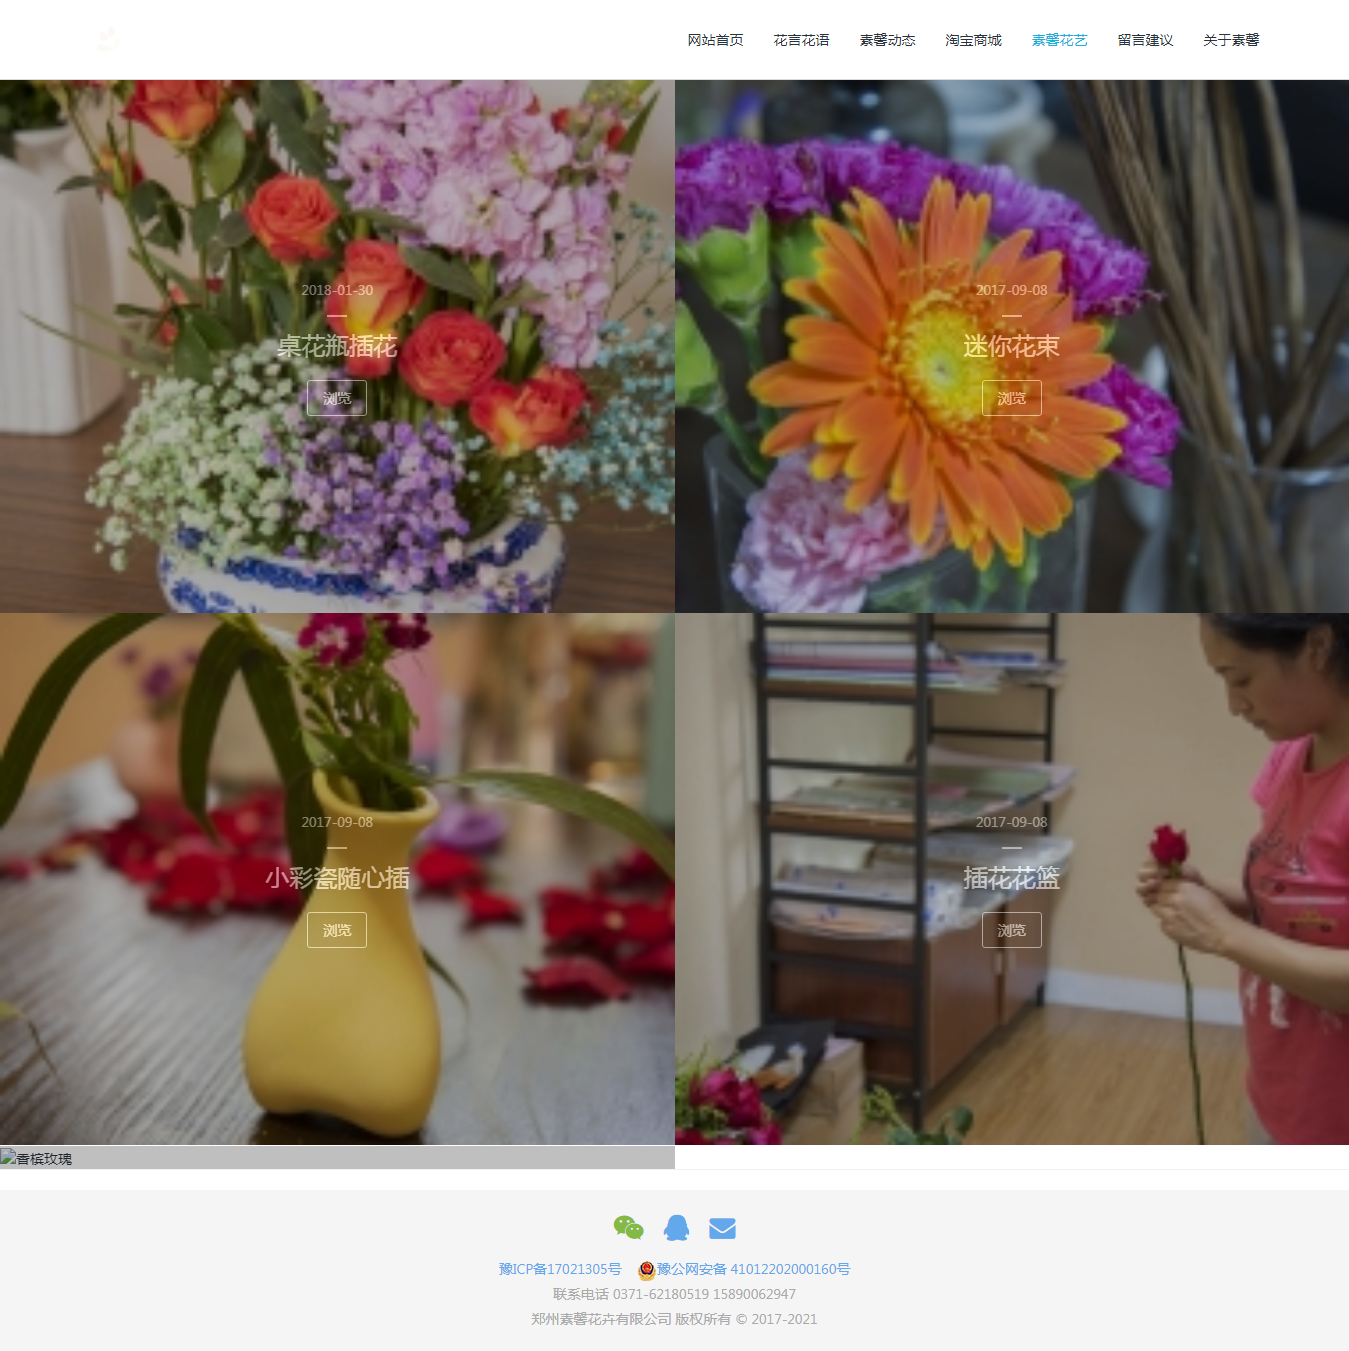 网站首页 花言花语 素馨动态 淘宝商城 素馨花艺 留言建议 关于素馨
2018-01-30
桌花瓶插花
浏览
2017-09-08
迷你花束
浏览
2017-09-08
小彩瓷随心插
浏览
2017-09-08
插花花篮
浏览
香槟玫瑰
豫ICP备17021305号 豫公网安备 41012202000160号
联系电话 0371-62180519 15890062947
郑州素馨花卉有限公司 版权所有 © 2017-2021